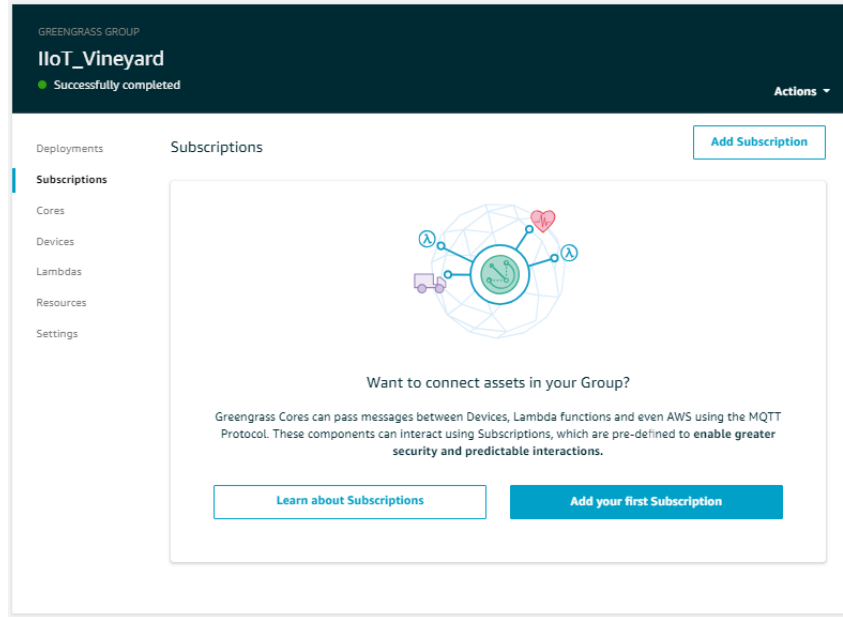 GREENGRASS GROUP
IIoT_Vineyard
Successfully completed
Actions
Deployments
Subscriptions
Cores
Devices
Lambdas
Resources
Settings
Subscriptions
Add Subscription
λ
λ
Want to connect assets in your Group?
Greengrass Cores can pass messages between Devices, Lambda functions and even AWS using the MQTT
Protocol. These components can interact using Subscriptions, which are pre-defined to enable greater
security and predictable interactions.
Learn about Subscriptions
Add your first Subscription